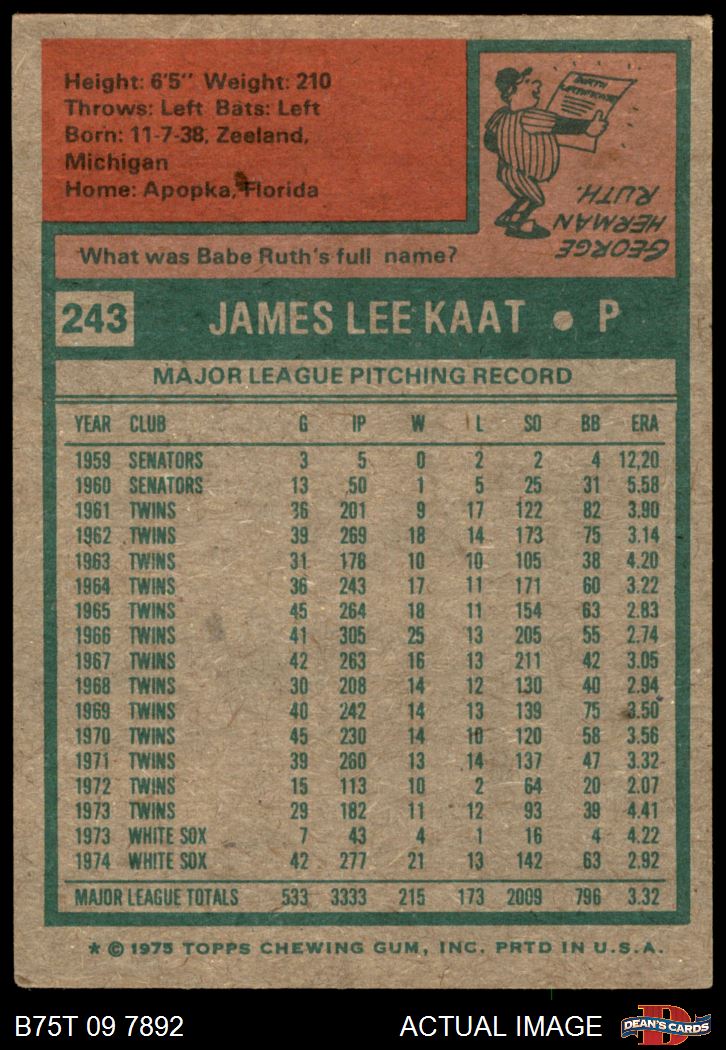 Height: 6'5" Weight: 210
Throws: Left Bats: Left
Born: 11-7-38, Zeeland,
Michigan
Home: Apopka, Florida
BIRTH
CERTIFICATE
GEORGE
HERMAN
RUTH.
What was Babe Ruth's full name?
243 JAMES LEE KAAT • P
MAJOR LEAGUE PITCHING RECORD
YEAR CLUB G IP W L SO BB ERA
1959 SENATORS 3 5 0 2 2 4 12.20
1960 SENATORS 13 50 1 5 25 31 5.58
1961 TWINS 36 201 9 17 122 82 3.90
1962 TWINS 39 269 18 14 173 75 3.14
1963 TWINS 31 178 10 10 105 38 4.20
1964 TWINS 36 243 17 11 171 60 3.22
1965 TWINS 45 264 18 11 154 63 2.83
1966 TWINS 41 305 25 13 205 55 2.74
1967 TWINS 42 263 16 13 211 42 3.05
1968 TWINS 30 208 14 12 130 40 2.94
1969 TWINS 40 242 14 13 139 75 3.50
1970 TWINS 45 230 14 10 120 58 3.56
1971 TWINS 39 260 13 14 137 47 3.32
1972 TWINS 15 113 10 2 64 20 2.07
1973 TWINS 29 182 11 12 93 39 4.41
1973 WHITE SOX 7 43 4 1 16 4 4.22
1974 WHITE SOX 42 277 21 13 142 63 2.92
MAJOR LEAGUE TOTALS 533 3333 215 173 2009 796 3.32
* © 1975 TOPPS CHEWING GUM, INC. PRTD IN U.S.A.
B75T 09 7892 ACTUAL IMAGE
D
DEAN'S CARDS